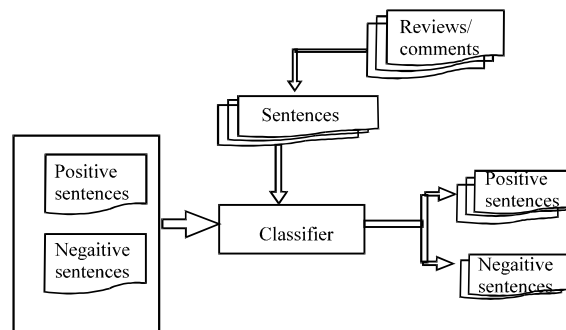 Reviews/
comments
Sentences
Positive
sentences
Negaitive
sentences
Classifier
Positive
sentences
Negaitive
sentences